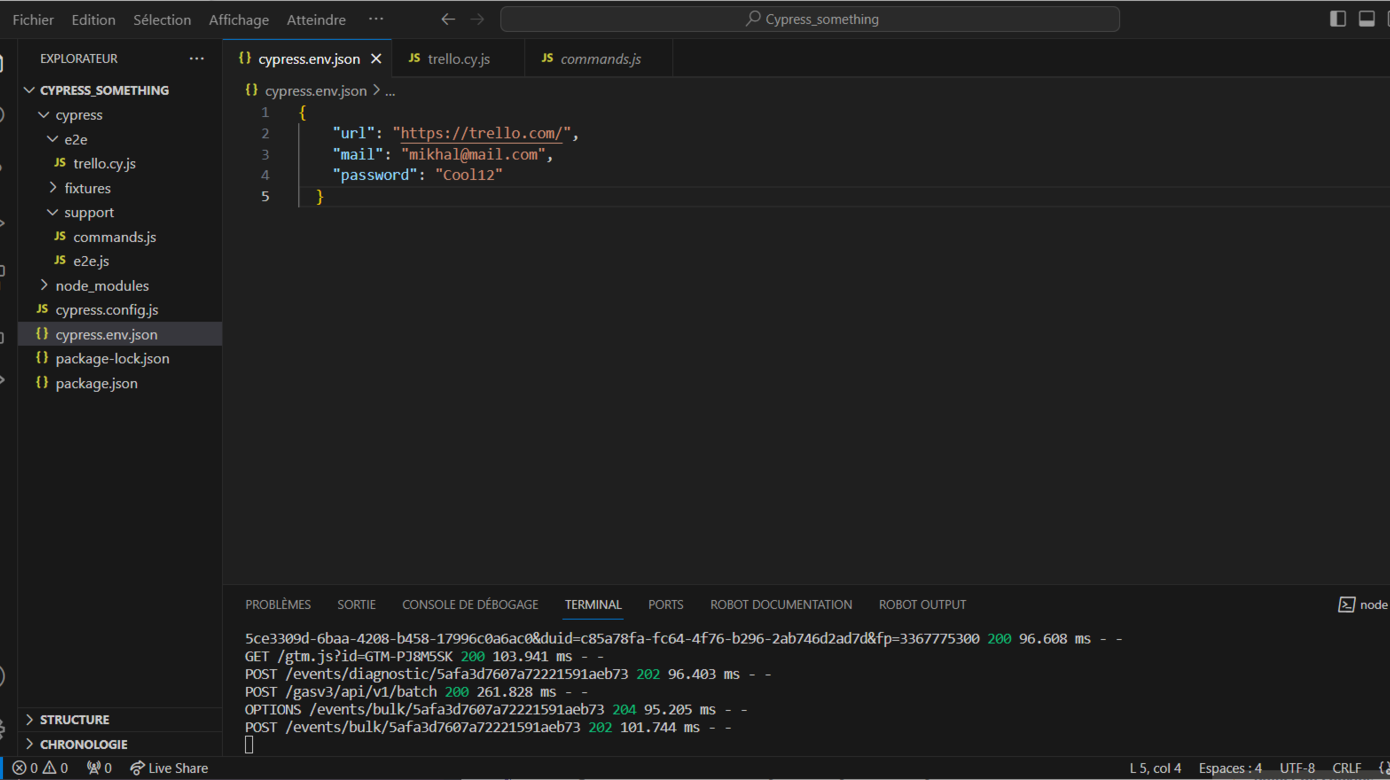 Fichier Edition Sélection Affichage Atteindre ··· Cypress_something
EXPLORATEUR ···
CYPRESS_SOMETHING
cypress
e2e
JS trello.cy.js
fixtures
support
JS commands.js
JS e2e.js
node_modules
JS cypress.config.js
{} cypress.env.json
{} package-lock.json
{} package.json
STRUCTURE
CHRONOLOGIE
{} cypress.env.json JS trello.cy.js JS commands.js
{} cypress.env.json > ...
1 {
2 "url": "https://trello.com/",
3 "mail": "mikhal@mail.com",
4 "password": "Cool12"
5 }
PROBLÈMES SORTIE CONSOLE DE DÉBOGAGE TERMINAL PORTS ROBOT DOCUMENTATION ROBOT OUTPUT node
5ce3309d-6baa-4208-b458-17996c0a6ac0&duid=c85a78fa-fc64-4f76-b296-2ab746d2ad7d&fp=3367775300 200 96.608 ms - -
GET /gtm.js?id=GTM-PJ8M5SK 200 103.941 ms - -
POST /events/diagnostic/5afa3d7607a72221591aeb73 202 96.403 ms - -
POST /gasv3/api/v1/batch 200 261.828 ms - -
OPTIONS /events/bulk/5afa3d7607a72221591aeb73 204 95.205 ms - -
POST /events/bulk/5afa3d7607a72221591aeb73 202 101.744 ms - -
0 0 0 Live Share L 5, col 4 Espaces : 4 UTF-8 CRLF {